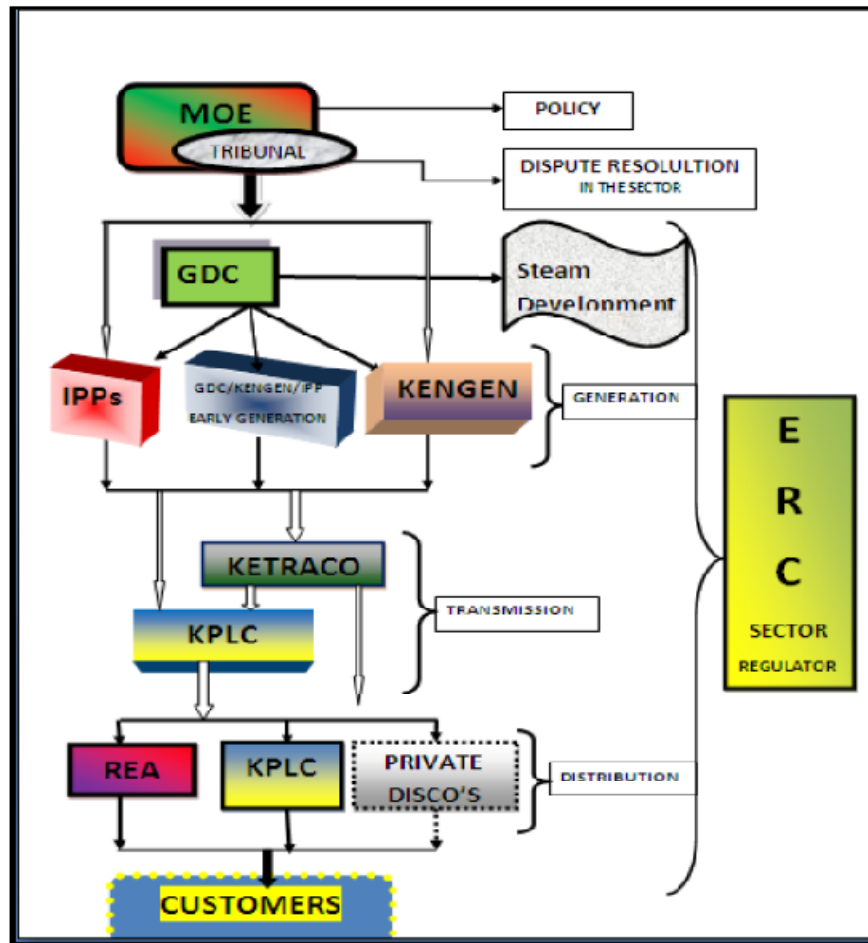 MOE
POLICY
TRIBUNAL
DISPUTE RESOLULTION
IN THE SECTOR
GDC
Steam
Development
IPPs
GDC/KENGEN/IPP
EARLY GENERATION
KENGEN
GENERATION
E
R
C
SECTOR
REGULATOR
KETRACO
KPLC
TRANSMISSION
REA
KPLC
PRIVATE
DISCO'S
DISTRIBUTION
CUSTOMERS